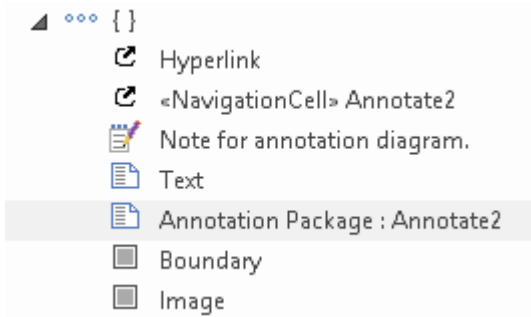 { }
Hyperlink
«NavigationCell» Annotate2
Note for annotation diagram.
Text
Annotation Package : Annotate2
Boundary
Image